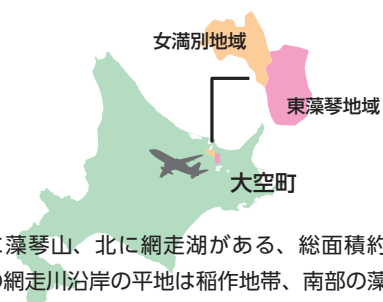 女満別地域
東藻琴地域
大空町
に藻琴山、北に網走湖がある、総面積約
の網走川沿岸の平地は稲作地帯、南部の藻